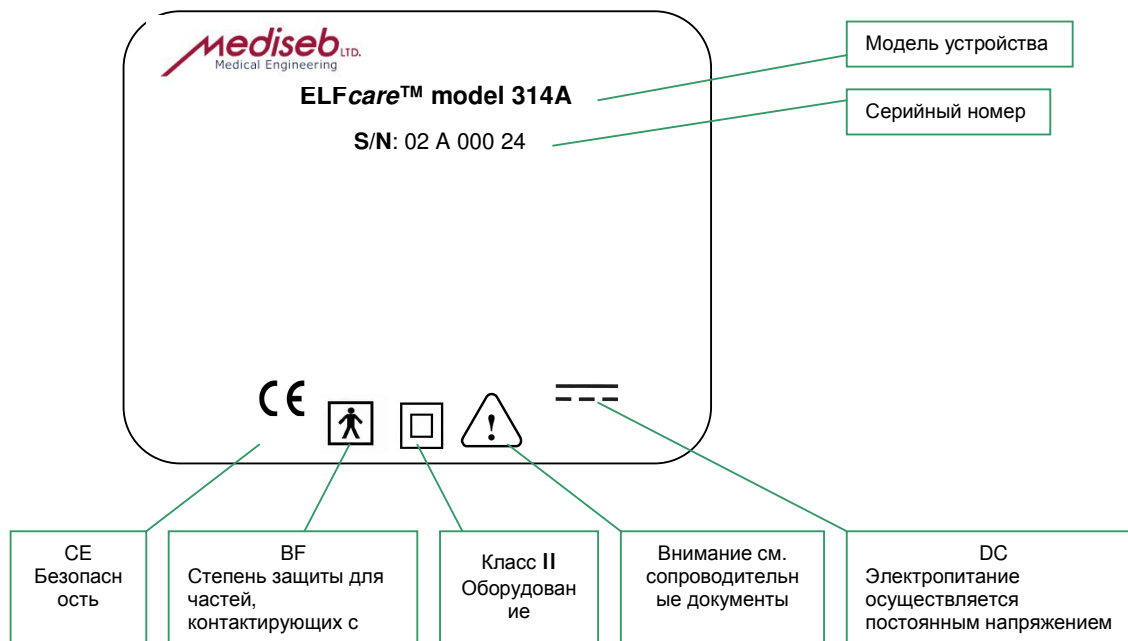 Mediseb LTD.
Medical Engineering
ELFcare™ model 314A
S/N: 02 A 000 24
Модель устройства
Серийный номер
CE
CE
Безопасн
ость
BF
Степень защиты для
частей,
контактирующих с
Класс II
Оборудован
ие
Внимание см.
сопроводительн
ые документы
DC
Электропитание
осуществляется
постоянным напряжением